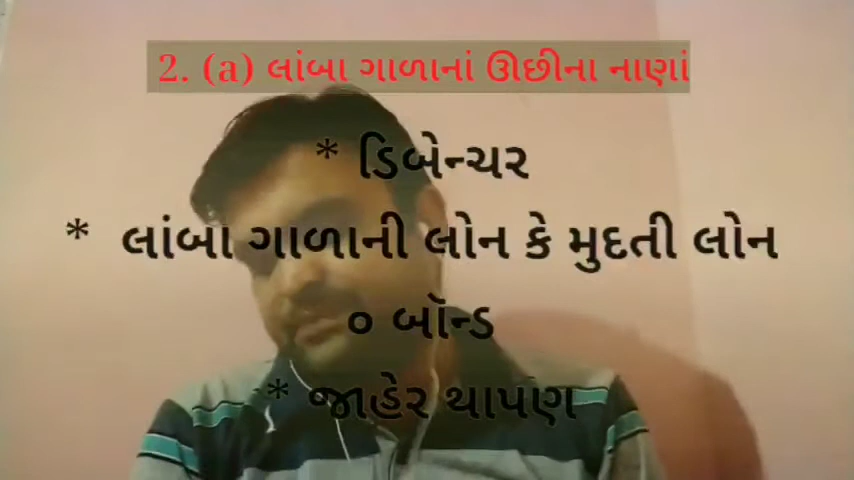 2. (a) લાંબા ગાળાનાં ઊછીના નાણાં
* ડિબેન્ચર
* લાંબા ગાળાની લોન કે મુદતી લોન
૦ બૉન્ડ
* જાહેર થાપણ